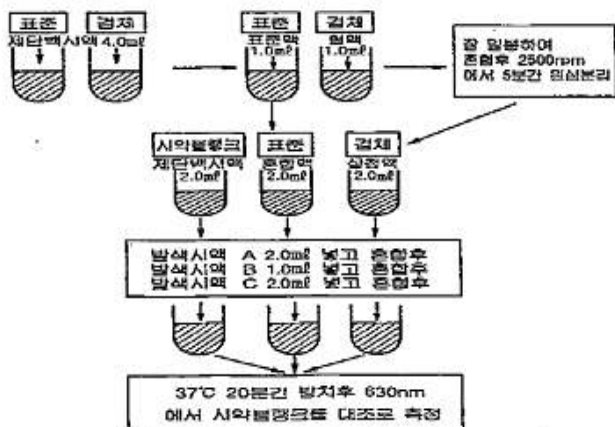 표준 검체
제단백시액 4.0㎖
표준 검체
표준액 혈액
1.0㎖ 1.0㎖
잘 밀봉하여
혼합후 2500rpm
에서 5분간 원심분리
시약블랭크 표준 검체
제단백시액 혼합액 상청액
2.0㎖ 2.0㎖ 2.0㎖
발색시액 A 2.0㎖ 넣고 혼합후
발색시액 B 1.0㎖ 넣고 혼합후
발색시액 C 2.0㎖ 넣고 혼합후
37℃ 20분간 방치후 630nm
에서 시약블랭크를 대조로 측정